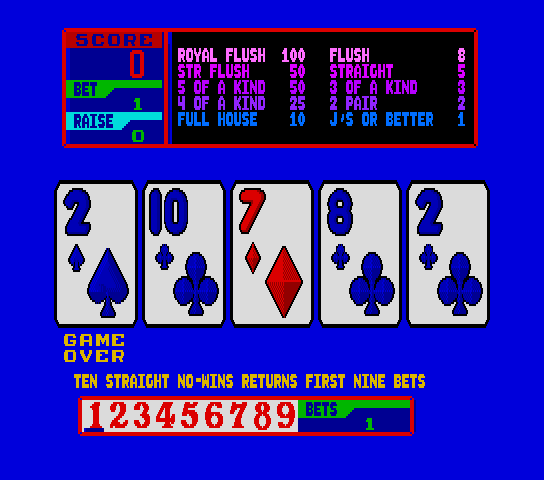 SCORE
0
BET
1
RAISE
0
ROYAL FLUSH 100 FLUSH 8
STR FLUSH 50 STRAIGHT 5
5 OF A KIND 50 3 OF A KIND 3
4 OF A KIND 25 2 PAIR 2
FULL HOUSE 10 J'S OR BETTER 1
2 10 7 8 2
GAME
OVER
TEN STRAIGHT NO-WINS RETURNS FIRST NINE BETS
123456789 BETS
1